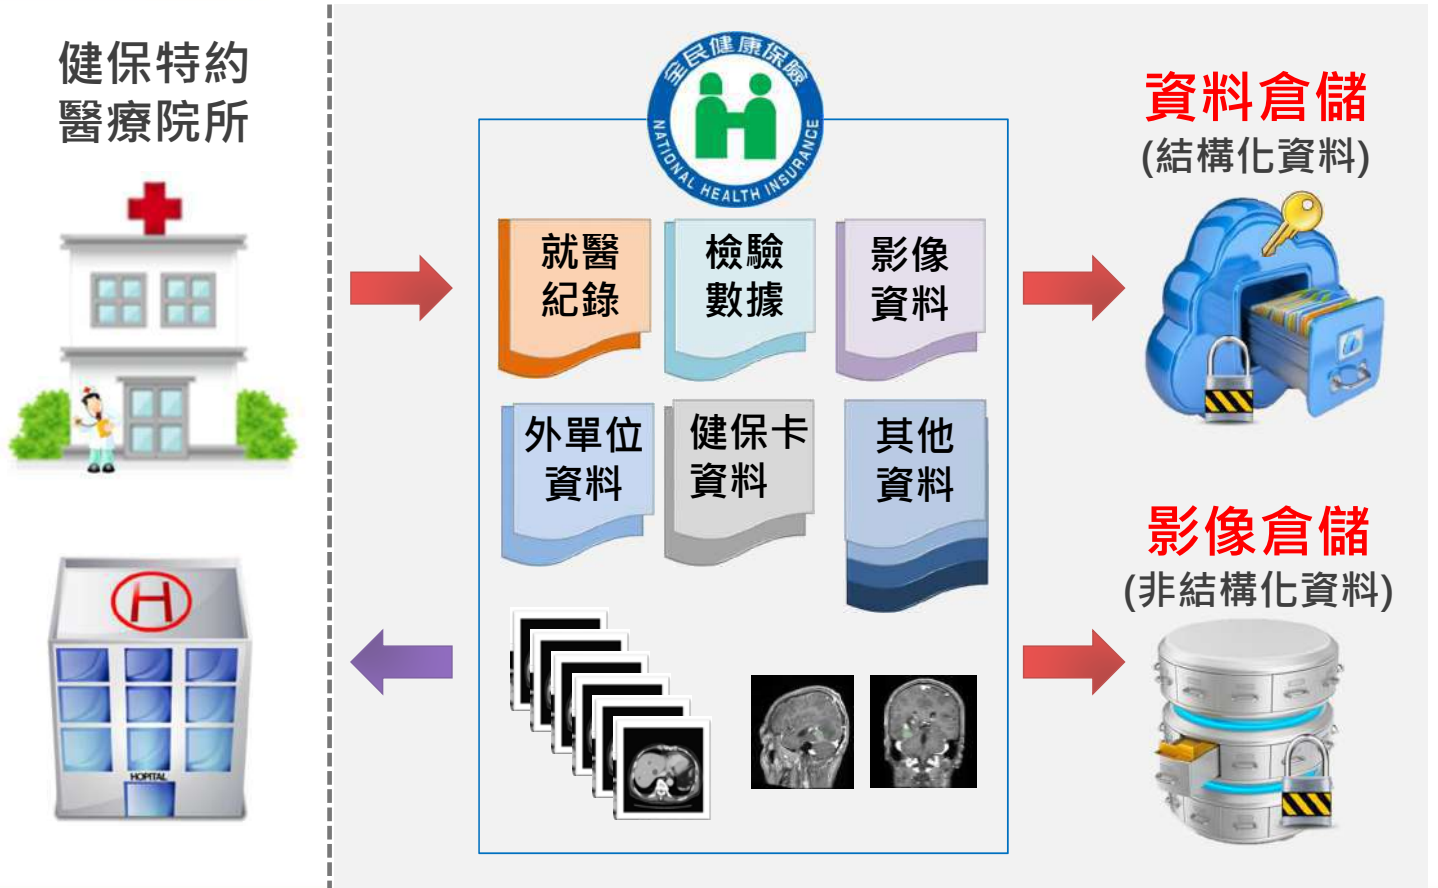 健保特約
醫療院所
HOPITAL
全民健康保險
NATIONAL HEALTH INSURANCE
就醫
紀錄
檢驗
數據
影像
資料
外單位
資料
健保卡
資料
其他
資料
資料倉儲
(結構化資料)
影像倉儲
(非結構化資料)